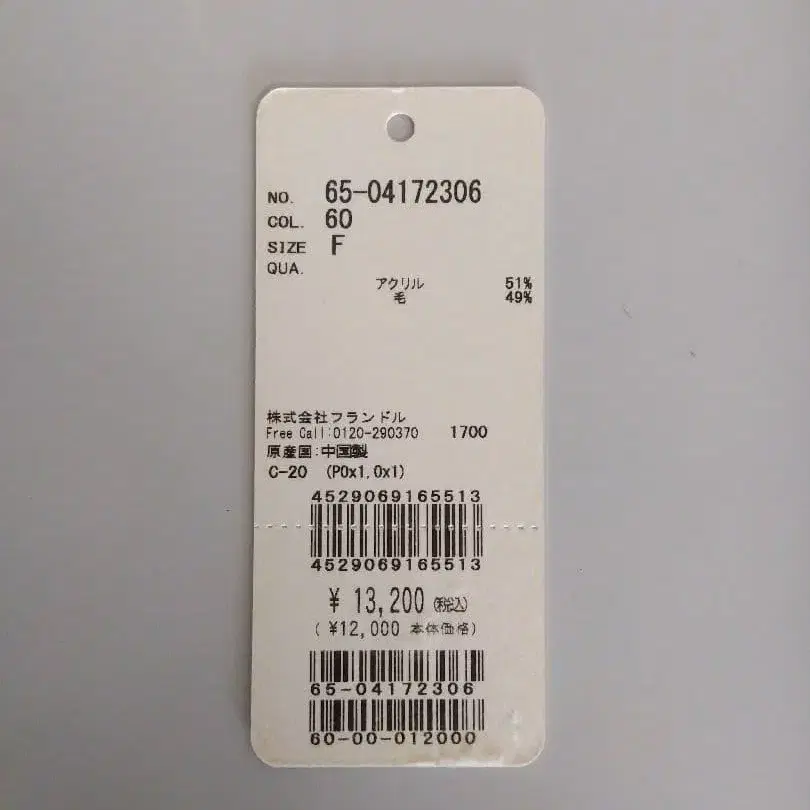 NO. 65-04172306
COL. 60
SIZE F
QUA.
アクリル 51%
毛 49%
株式会社フランドル
Free Call:0120-290370 1700
原産国:中国製
C-20 (P0x1,0x1)
4529069165513
4529069165513
¥ 13,200 (税込)
( ¥12,000 本体価格)
65-04172306
60-00-012000